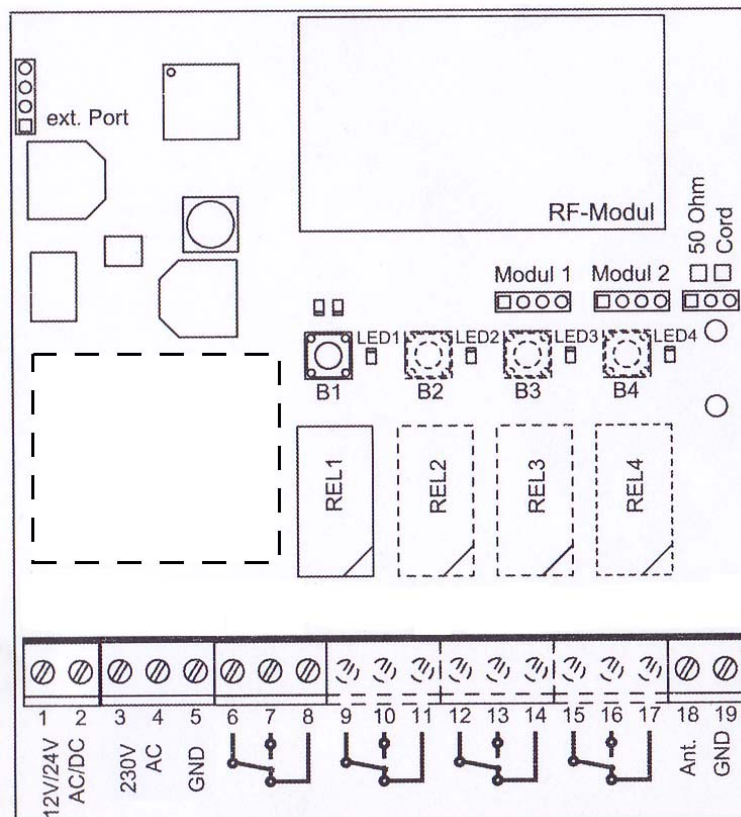 ext. Port
RF-Modul
50 Ohm
Cord
Modul 1
Modul 2
LED1
LED2
LED3
LED4
B1
B2
B3
B4
REL1
REL2
REL3
REL4
1 2 3 4 5 6 7 8 9 10 11 12 13 14 15 16 17 18 19
12V/24V
AC/DC
230V
AC
GND
Ant.
GND